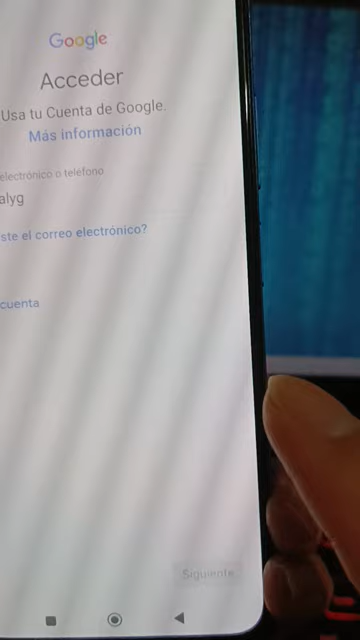 Google
Acceder
Usa tu Cuenta de Google.
Más información
electrónico o teléfono
alyg
ste el correo electrónico?
cuenta
Siguiente